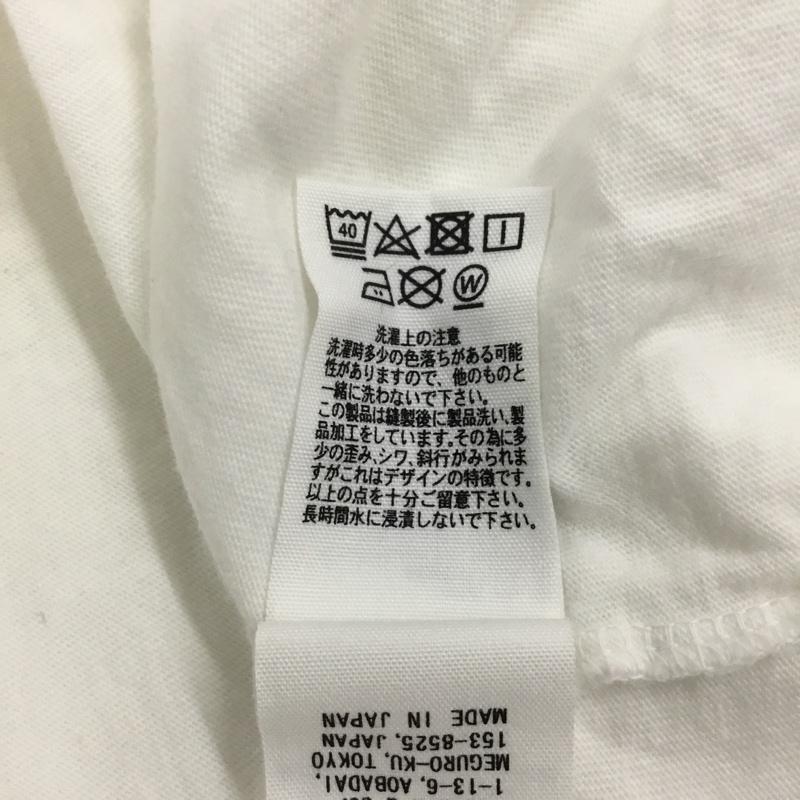 40
W
洗濯上の注意
洗濯時多少の色落ちがある可能
性がありますので、他のものと
一緒に洗わないで下さい。
この製品は縫製後に製品洗い、製
品加工をしています。その為に多
少の歪み、シワ、斜行がみられま
すがこれはデザインの特徴です。
以上の点を十分ご留意下さい。
長時間水に浸漬しないで下さい。
1-13-6, AOBADAI,
MEGURO-KU, TOKYO
153-8525, JAPAN
MADE IN JAPAN